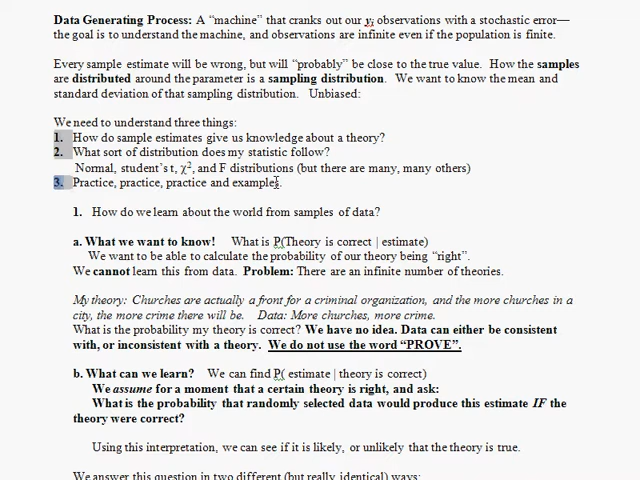 Data Generating Process: A “machine” that cranks out our yi observations with a stochastic error—
the goal is to understand the machine, and observations are infinite even if the population is finite.
Every sample estimate will be wrong, but will “probably” be close to the true value. How the samples
are distributed around the parameter is a sampling distribution. We want to know the mean and
standard deviation of that sampling distribution. Unbiased:
We need to understand three things:
1. How do sample estimates give us knowledge about a theory?
2. What sort of distribution does my statistic follow?
Normal, student’s t, χ², and F distributions (but there are many, many others)
3. Practice, practice, practice and examples.
1. How do we learn about the world from samples of data?
a. What we want to know! What is P(Theory is correct | estimate)
We want to be able to calculate the probability of our theory being “right”.
We cannot learn this from data. Problem: There are an infinite number of theories.
My theory: Churches are actually a front for a criminal organization, and the more churches in a
city, the more crime there will be. Data: More churches, more crime.
What is the probability my theory is correct? We have no idea. Data can either be consistent
with, or inconsistent with a theory. We do not use the word “PROVE”.
b. What can we learn? We can find P( estimate | theory is correct)
We assume for a moment that a certain theory is right, and ask:
What is the probability that randomly selected data would produce this estimate IF the
theory were correct?
Using this interpretation, we can see if it is likely, or unlikely that the theory is true.
We answer this question in two different (but really identical) ways: